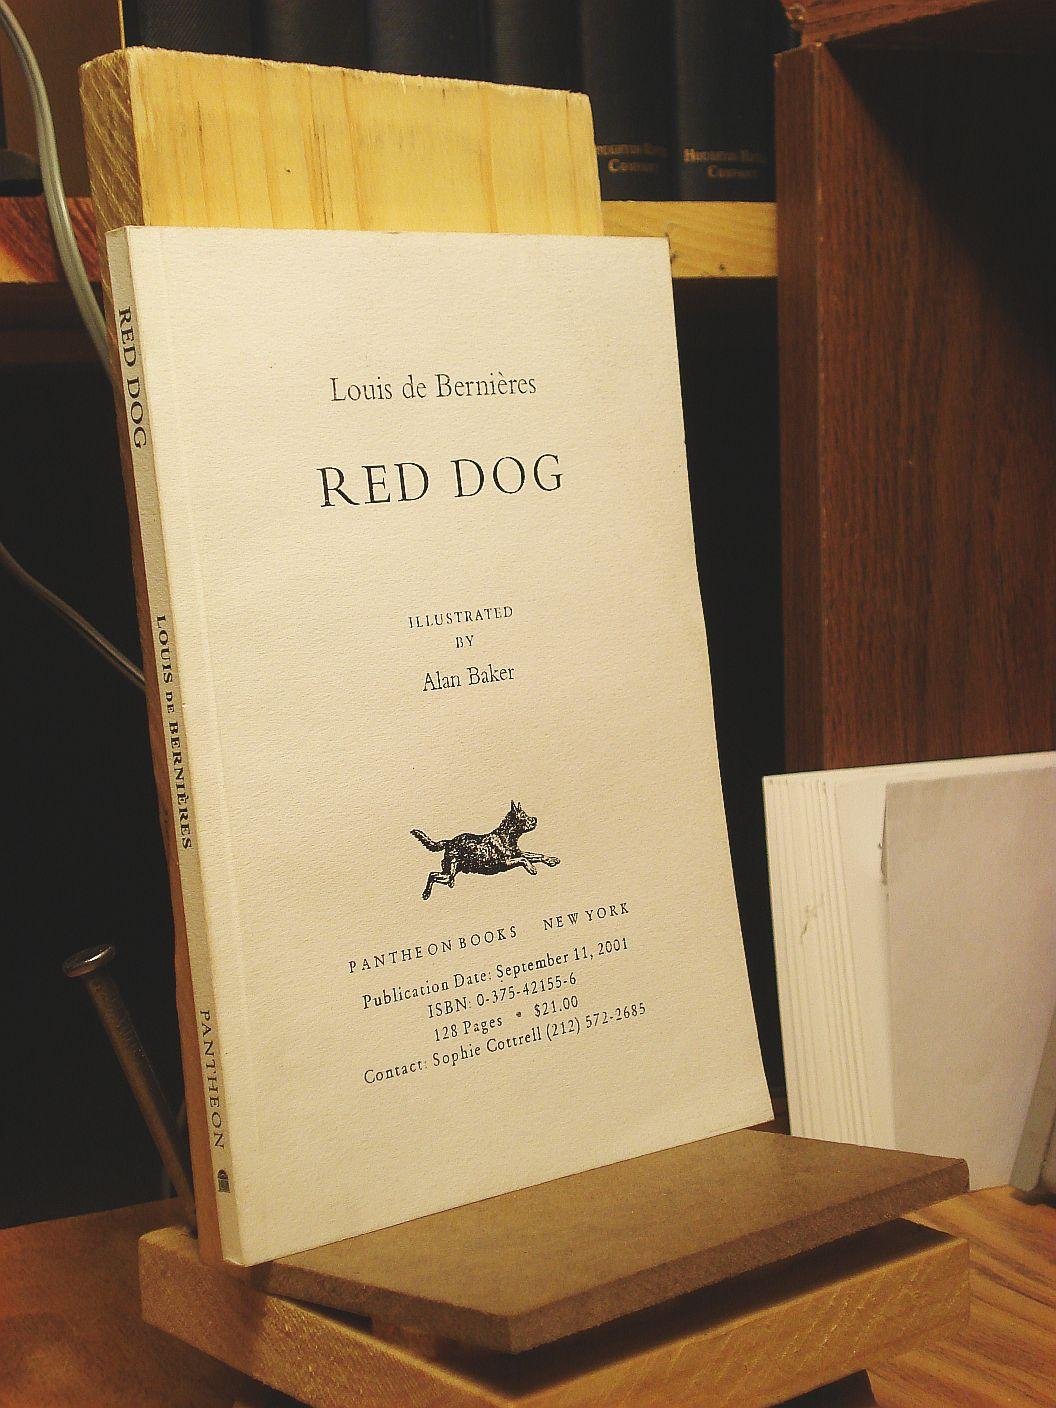 Louis de Bernières
RED DOG
ILLUSTRATED
BY
Alan Baker
PANTHEON BOOKS NEW YORK
Publication Date: September 11, 2001
ISBN: 0-375-42155-6
128 Pages • $21.00
Contact: Sophie Cottrell (212) 572-2685
RED DOG
LOUIS DE BERNIÈRES
PANTHEON
COMPANY
COMPANY